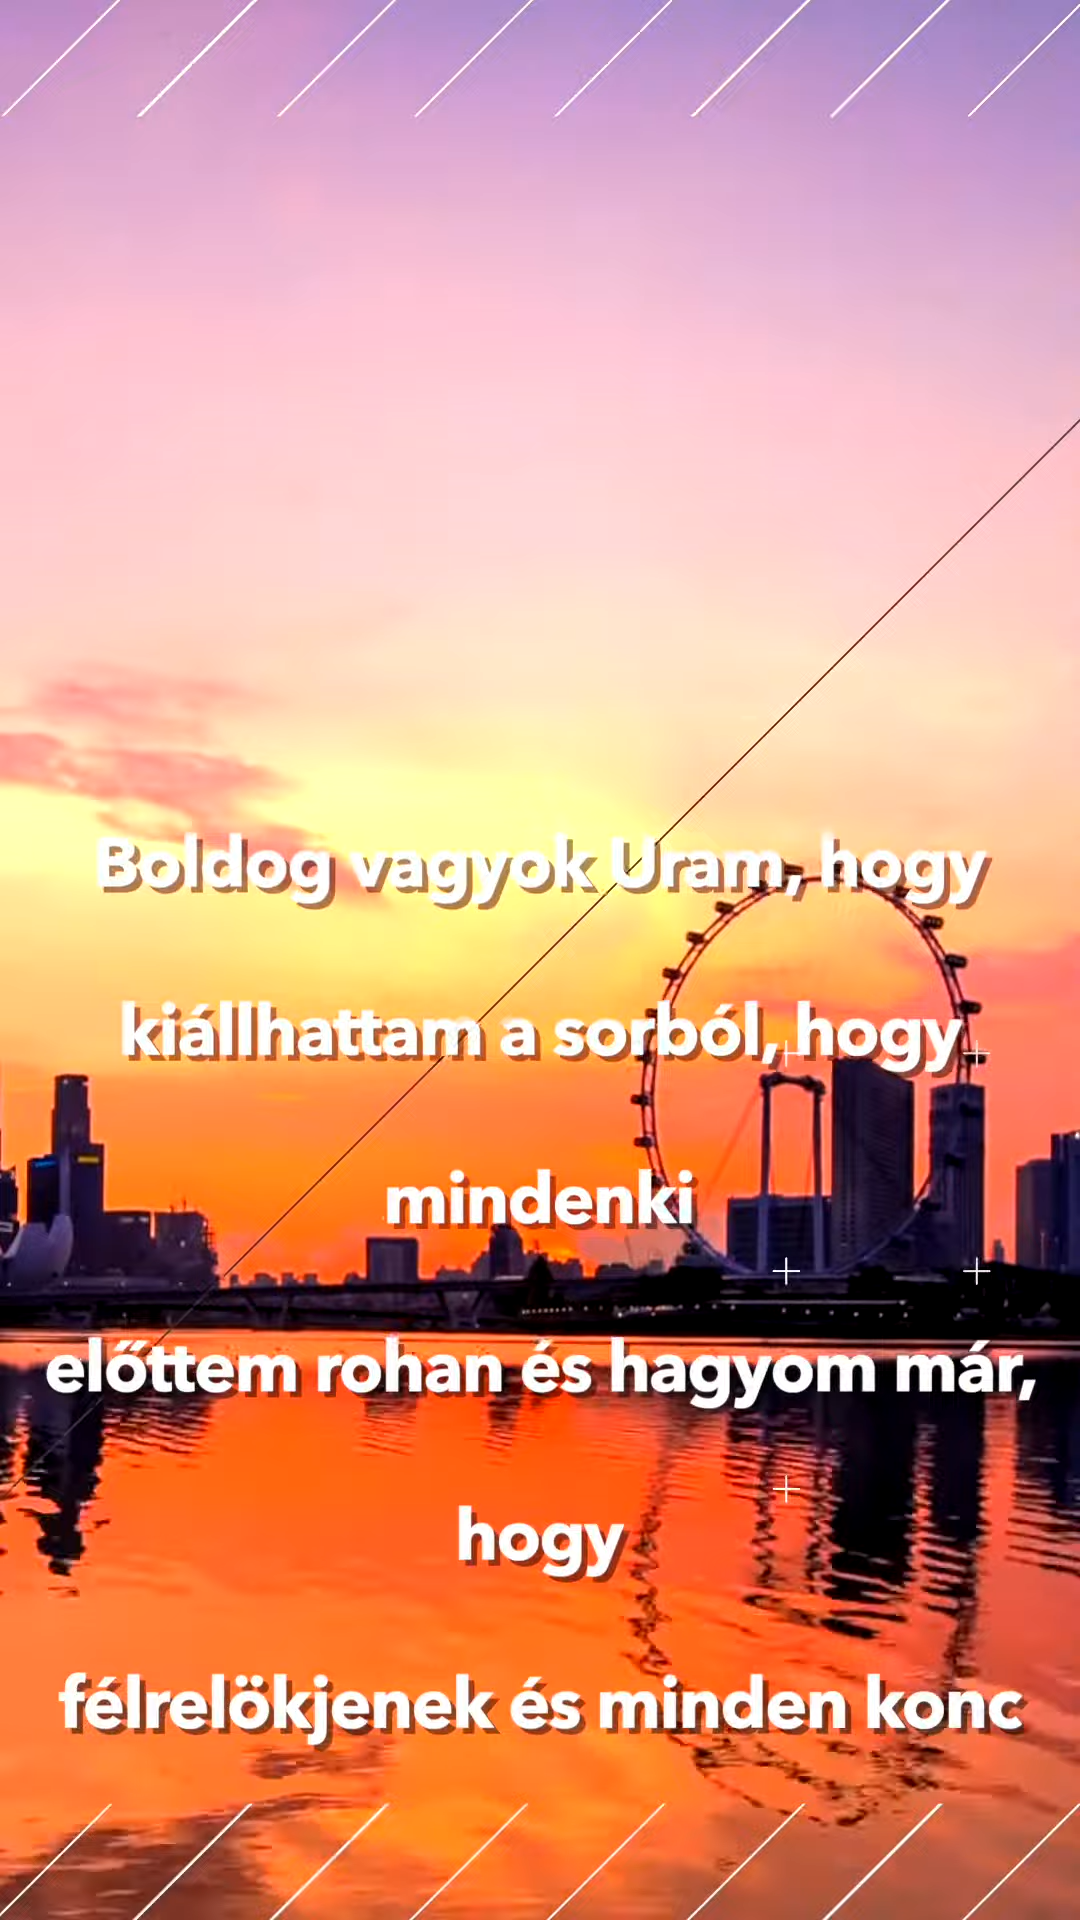 Boldog vagyok Uram, hogy
kiállhattam a sorból, hogy
mindenki
előttem rohan és hagyom már,
hogy
félrelökjenek és minden konc